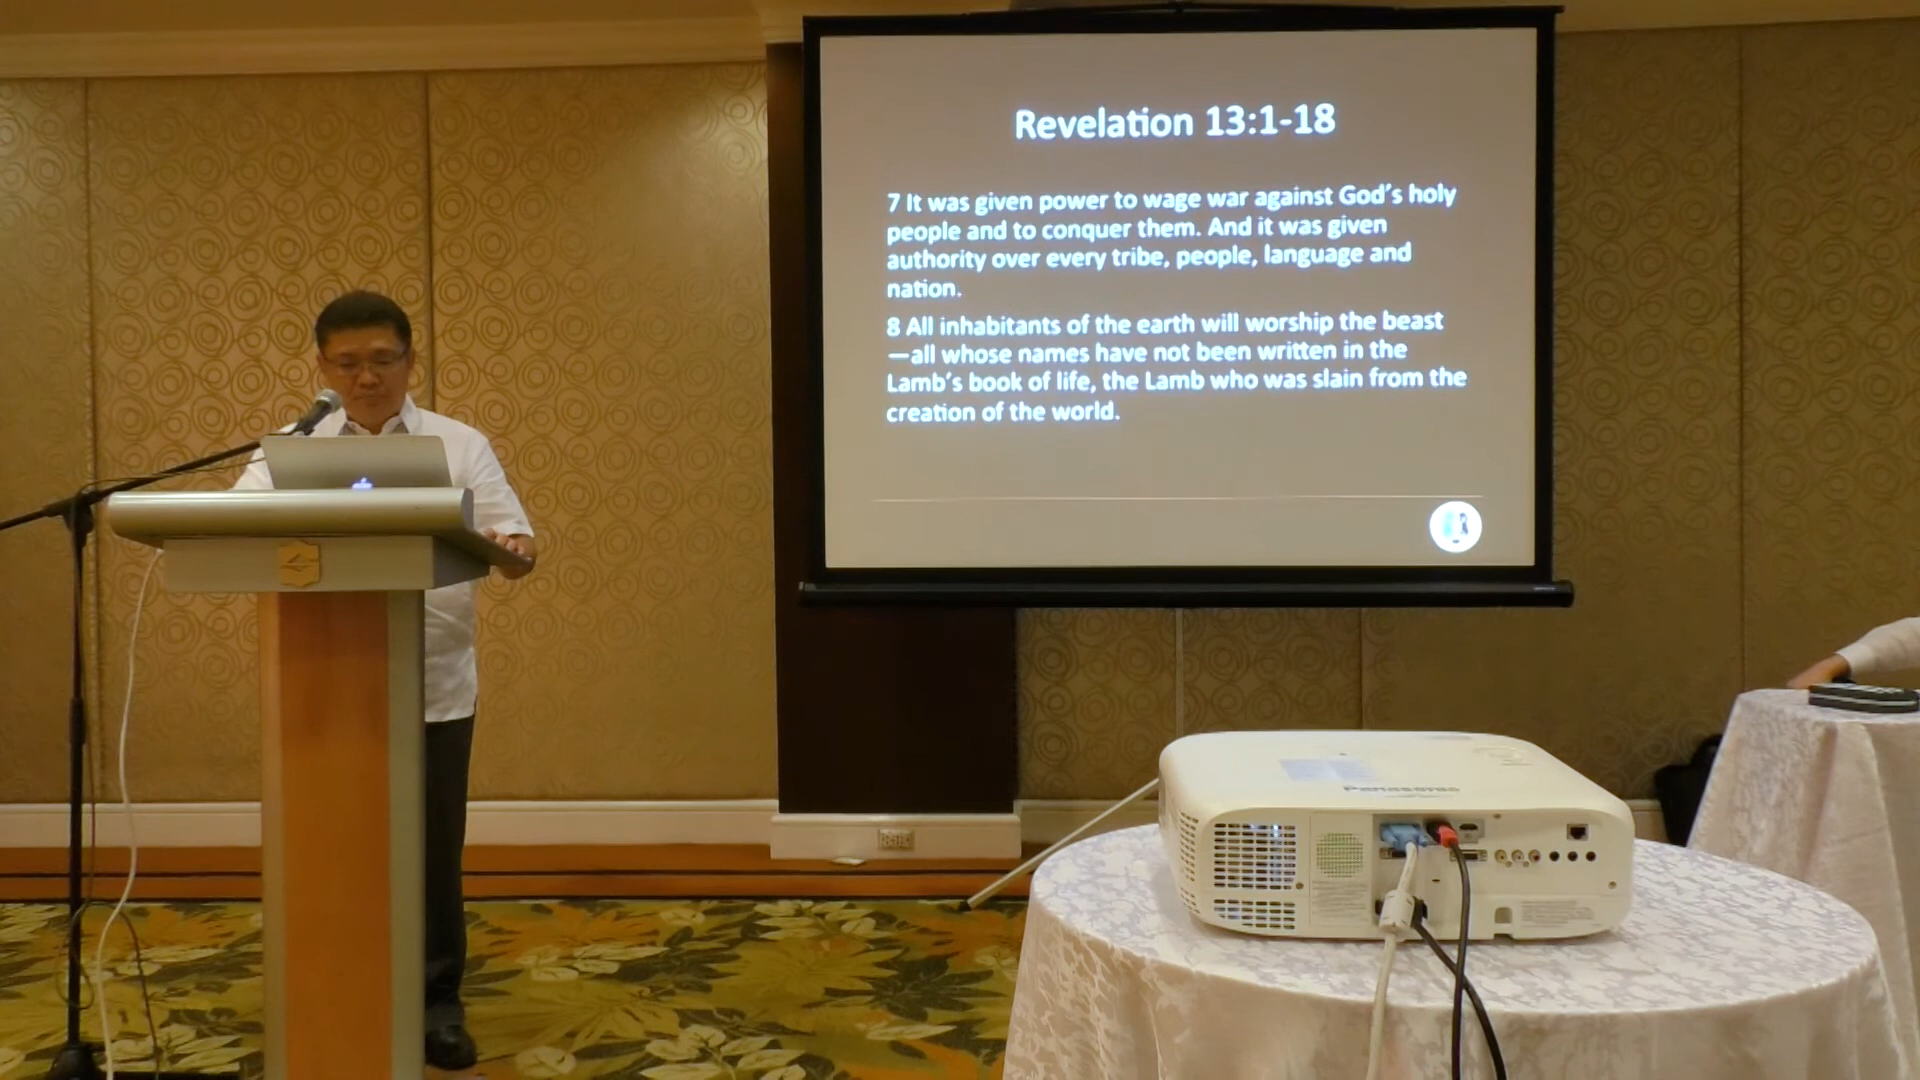 Revelation 13:1-18
7 It was given power to wage war against God's holy
people and to conquer them. And it was given
authority over every tribe, people, language and
nation.
8 All inhabitants of the earth will worship the beast
—all whose names have not been written in the
Lamb's book of life, the Lamb who was slain from the
creation of the world.
Panasonic